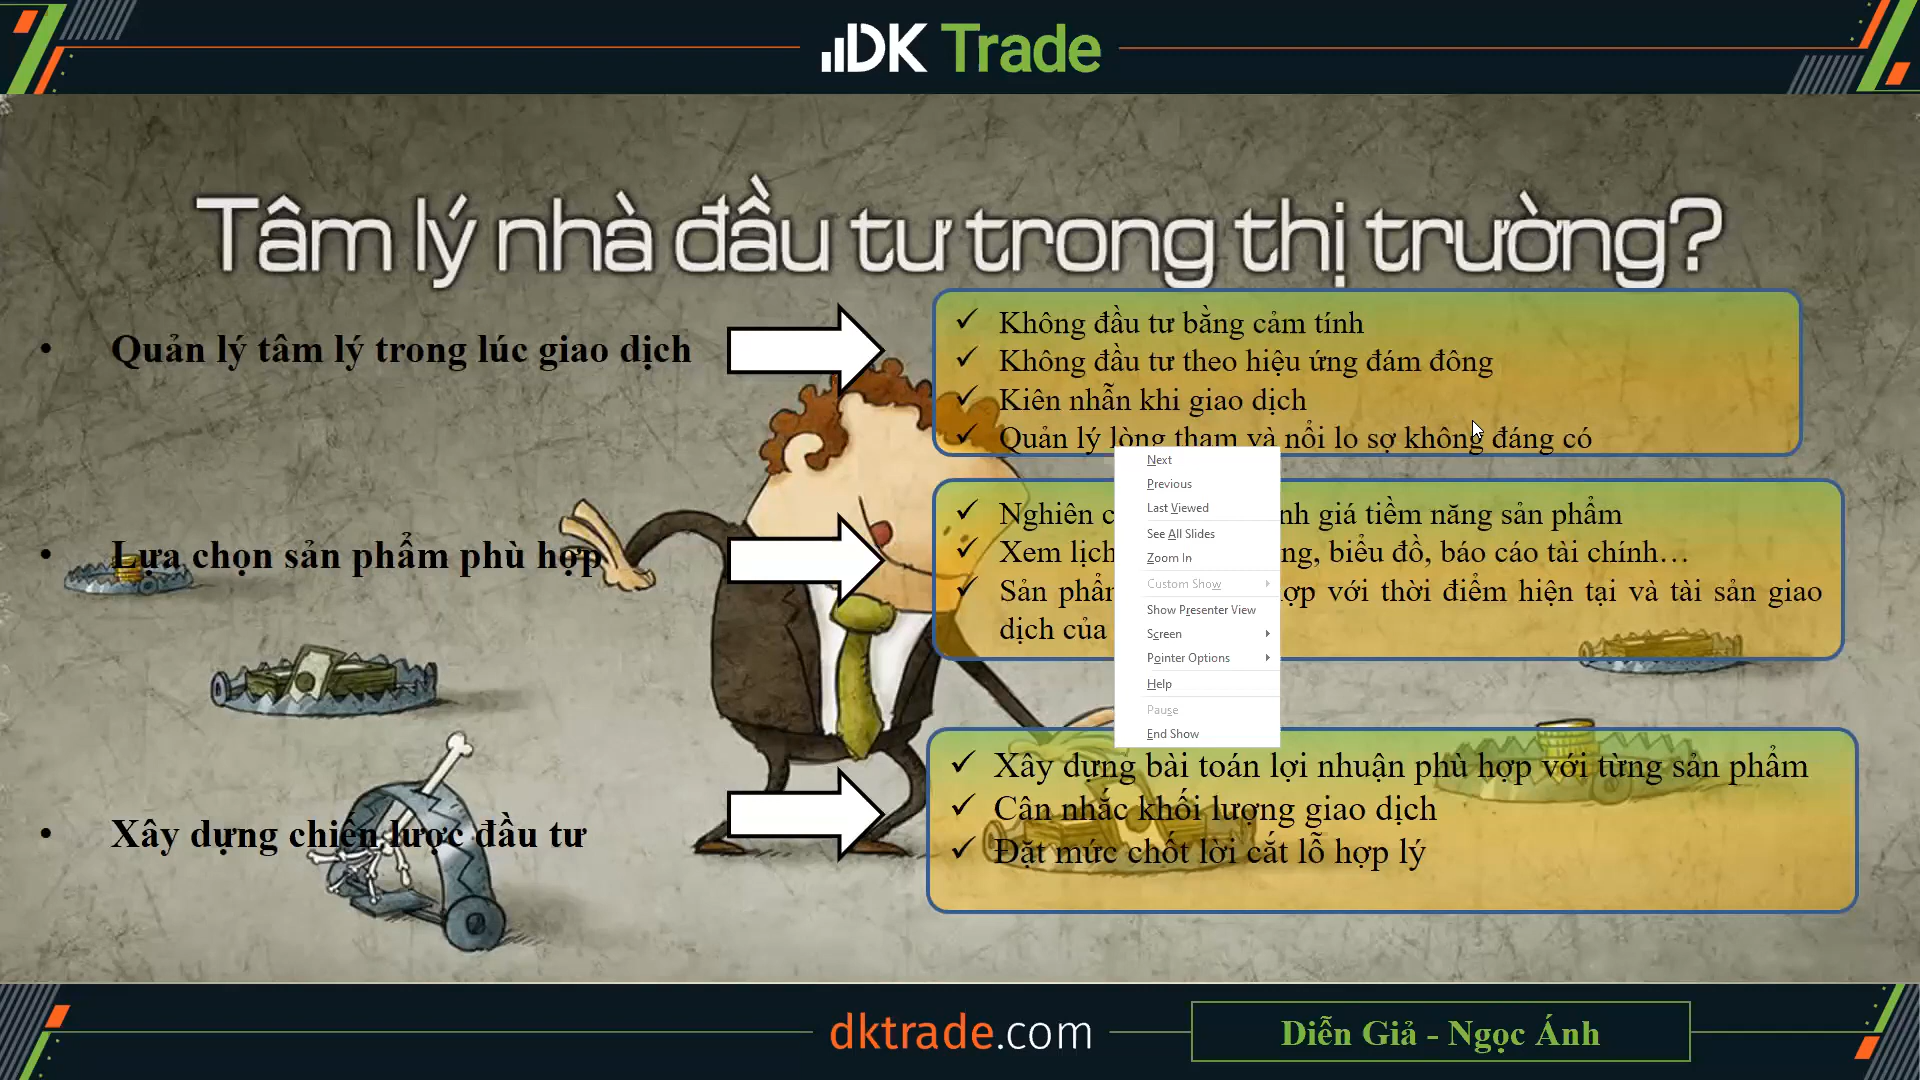 DK Trade
Tâm lý nhà đầu tư trong thị trường?
• Quản lý tâm lý trong lúc giao dịch
✓ Không đầu tư bằng cảm tính
✓ Không đầu tư theo hiệu ứng đám đông
✓ Kiên nhẫn khi giao dịch
✓ Quản lý lòng tham và nổi lo sợ không đáng có
• Lựa chọn sản phẩm phù hợp
✓ Nghiên giá tiềm năng sản phẩm
✓ Xem lịch biểu đồ, báo cáo tài chính…
✓ Sản với thời điểm hiện tại và tài sản giao
dịch của
Next
Previous
Last Viewed
See All Slides
Zoom In
Custom Show
Show Presenter View
Screen
Pointer Options
Help
Pause
End Show
• Xây dựng chiến lược đầu tư
✓ Xây dựng bài toán lợi nhuận phù hợp với từng sản phẩm
✓ Cân nhắc khối lượng giao dịch
✓ Đặt mức chốt lời cắt lỗ hợp lý
dktrade.com
Diễn Giả - Ngọc Ánh